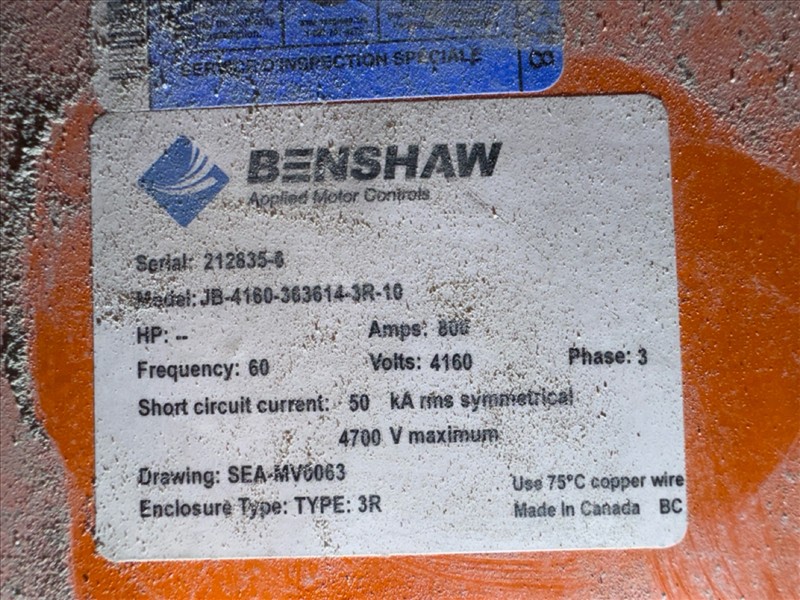 SERVICE D'INSPECTION SPECIALE
BENSHAW
Applied Motor Controls
Serial: 212835-6
Model: JB-4160-363614-3R-10
HP: -- Amps: 800
Frequency: 60 Volts: 4160 Phase: 3
Short circuit current: 50 kA rms symmetrical
4700 V maximum
Drawing: SEA-MV0063
Use 75°C copper wire
Enclosure Type: TYPE: 3R
Made In Canada BC